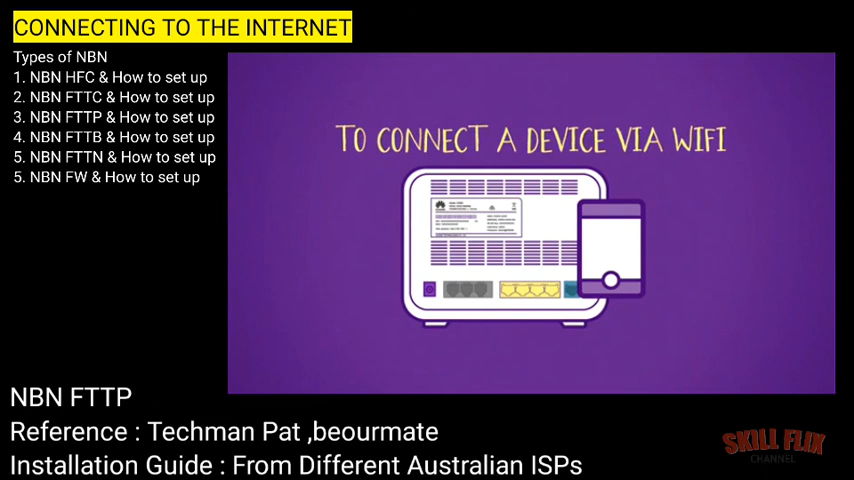 CONNECTING TO THE INTERNET
Types of NBN
1. NBN HFC & How to set up
2. NBN FTTC & How to set up
3. NBN FTTP & How to set up
4. NBN FTTB & How to set up
5. NBN FTTN & How to set up
5. NBN FW & How to set up
TO CONNECT A DEVICE VIA WIFI
NBN FTTP
Reference : Techman Pat ,beourmate
Installation Guide : From Different Australian ISPs
SKILL FLIX
CHANNEL